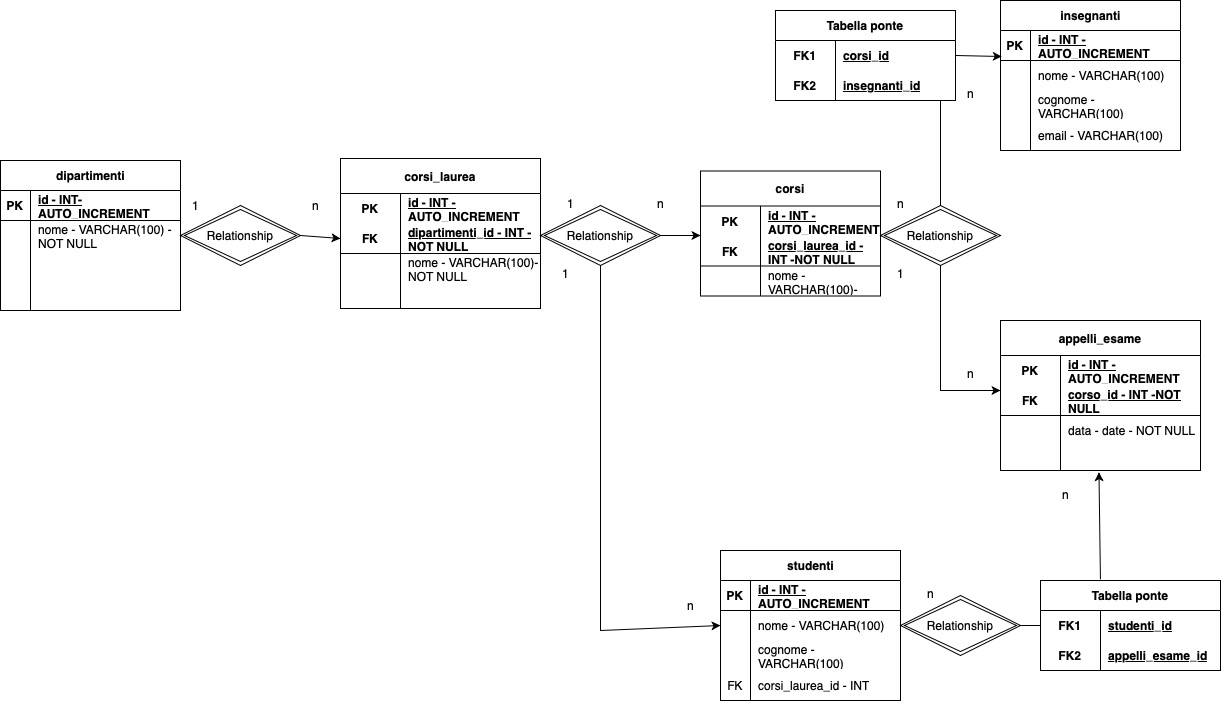 Tabella ponte
FK1
corsi_id
FK2
insegnanti_id
insegnanti
PK
id - INT -
AUTO_INCREMENT
nome - VARCHAR(100)
cognome -
VARCHAR(100)
email - VARCHAR(100)
n
dipartimenti
PK
id - INT-
AUTO_INCREMENT
nome - VARCHAR(100) -
NOT NULL
1
Relationship
n
corsi_laurea
PK
id - INT -
AUTO_INCREMENT
FK
dipartimenti_id - INT -
NOT NULL
nome - VARCHAR(100)-
NOT NULL
1
Relationship
n
1
corsi
PK
id - INT -
AUTO_INCREMENT
FK
corsi_laurea_id -
INT -NOT NULL
nome -
VARCHAR(100)-
n
Relationship
1
n
appelli_esame
PK
id - INT -
AUTO_INCREMENT
FK
corso_id - INT -NOT
NULL
data - date - NOT NULL
n
studenti
PK
id - INT -
AUTO_INCREMENT
nome - VARCHAR(100)
cognome -
VARCHAR(100)
FK
corsi_laurea_id - INT
n
n
Relationship
Tabella ponte
FK1
studenti_id
FK2
appelli_esame_id